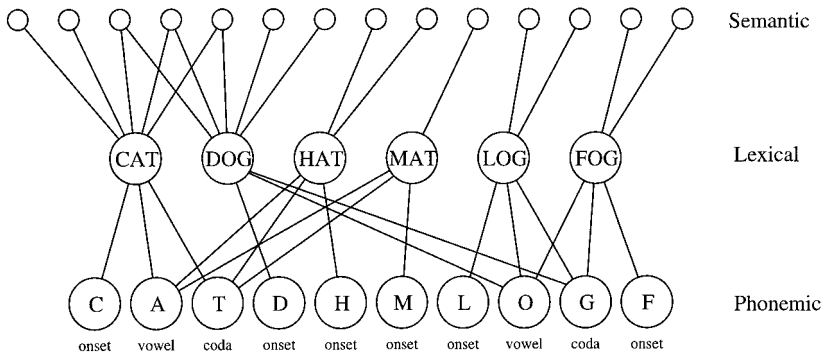 Semantic
CAT DOG HAT MAT LOG FOG Lexical
C A T D H M L O G F Phonemic
onset vowel coda onset onset onset onset vowel coda onset